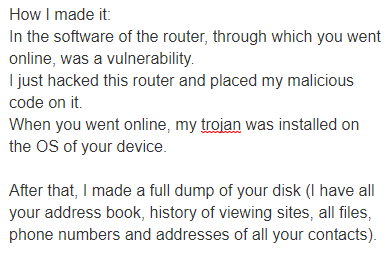 How I made it:
In the software of the router, through which you went
online, was a vulnerability.
I just hacked this router and placed my malicious
code on it.
When you went online, my trojan was installed on
the OS of your device.
After that, I made a full dump of your disk (I have all
your address book, history of viewing sites, all files,
phone numbers and addresses of all your contacts).